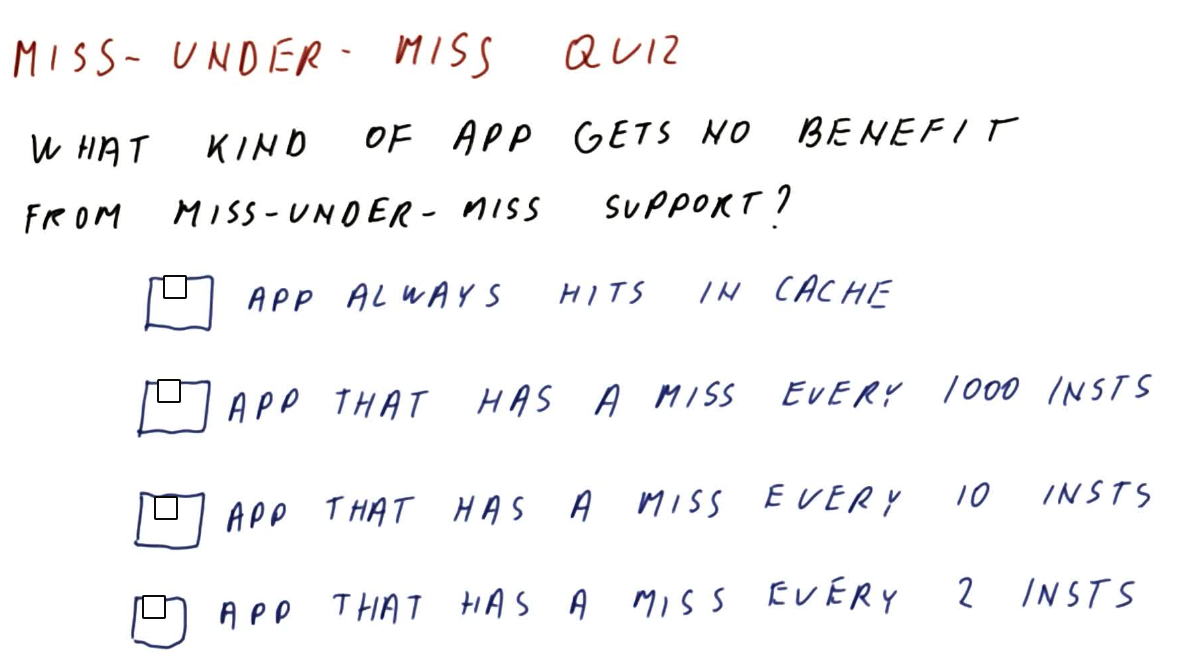 MISS-UNDER-MISS QUIZ
WHAT KIND OF APP GETS NO BENEFIT
FROM MISS-UNDER-MISS SUPPORT?
APP ALWAYS HITS IN CACHE
APP THAT HAS A MISS EVERY 1000 INSTS
APP THAT HAS A MISS EVERY 10 INSTS
APP THAT HAS A MISS EVERY 2 INSTS